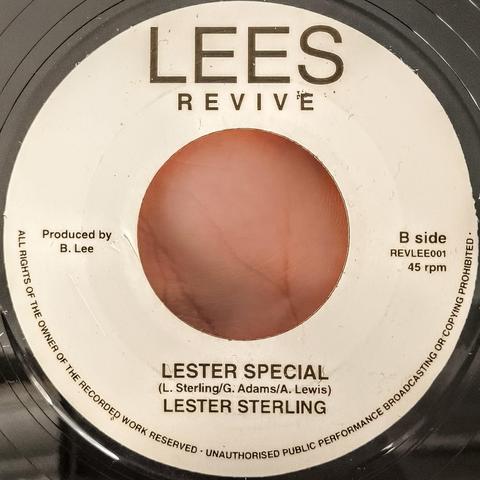 LEES
REVIVE
Produced by
B. Lee
B side
REVLEE001
45 rpm
LESTER SPECIAL
(L. Sterling/G. Adams/A. Lewis)
LESTER STERLING
ALL RIGHTS OF THE OWNER OF THE RECORDED WORK RESERVED · UNAUTHORISED PUBLIC PERFORMANCE BROADCASTING OR COPYING PROHIBITED ·